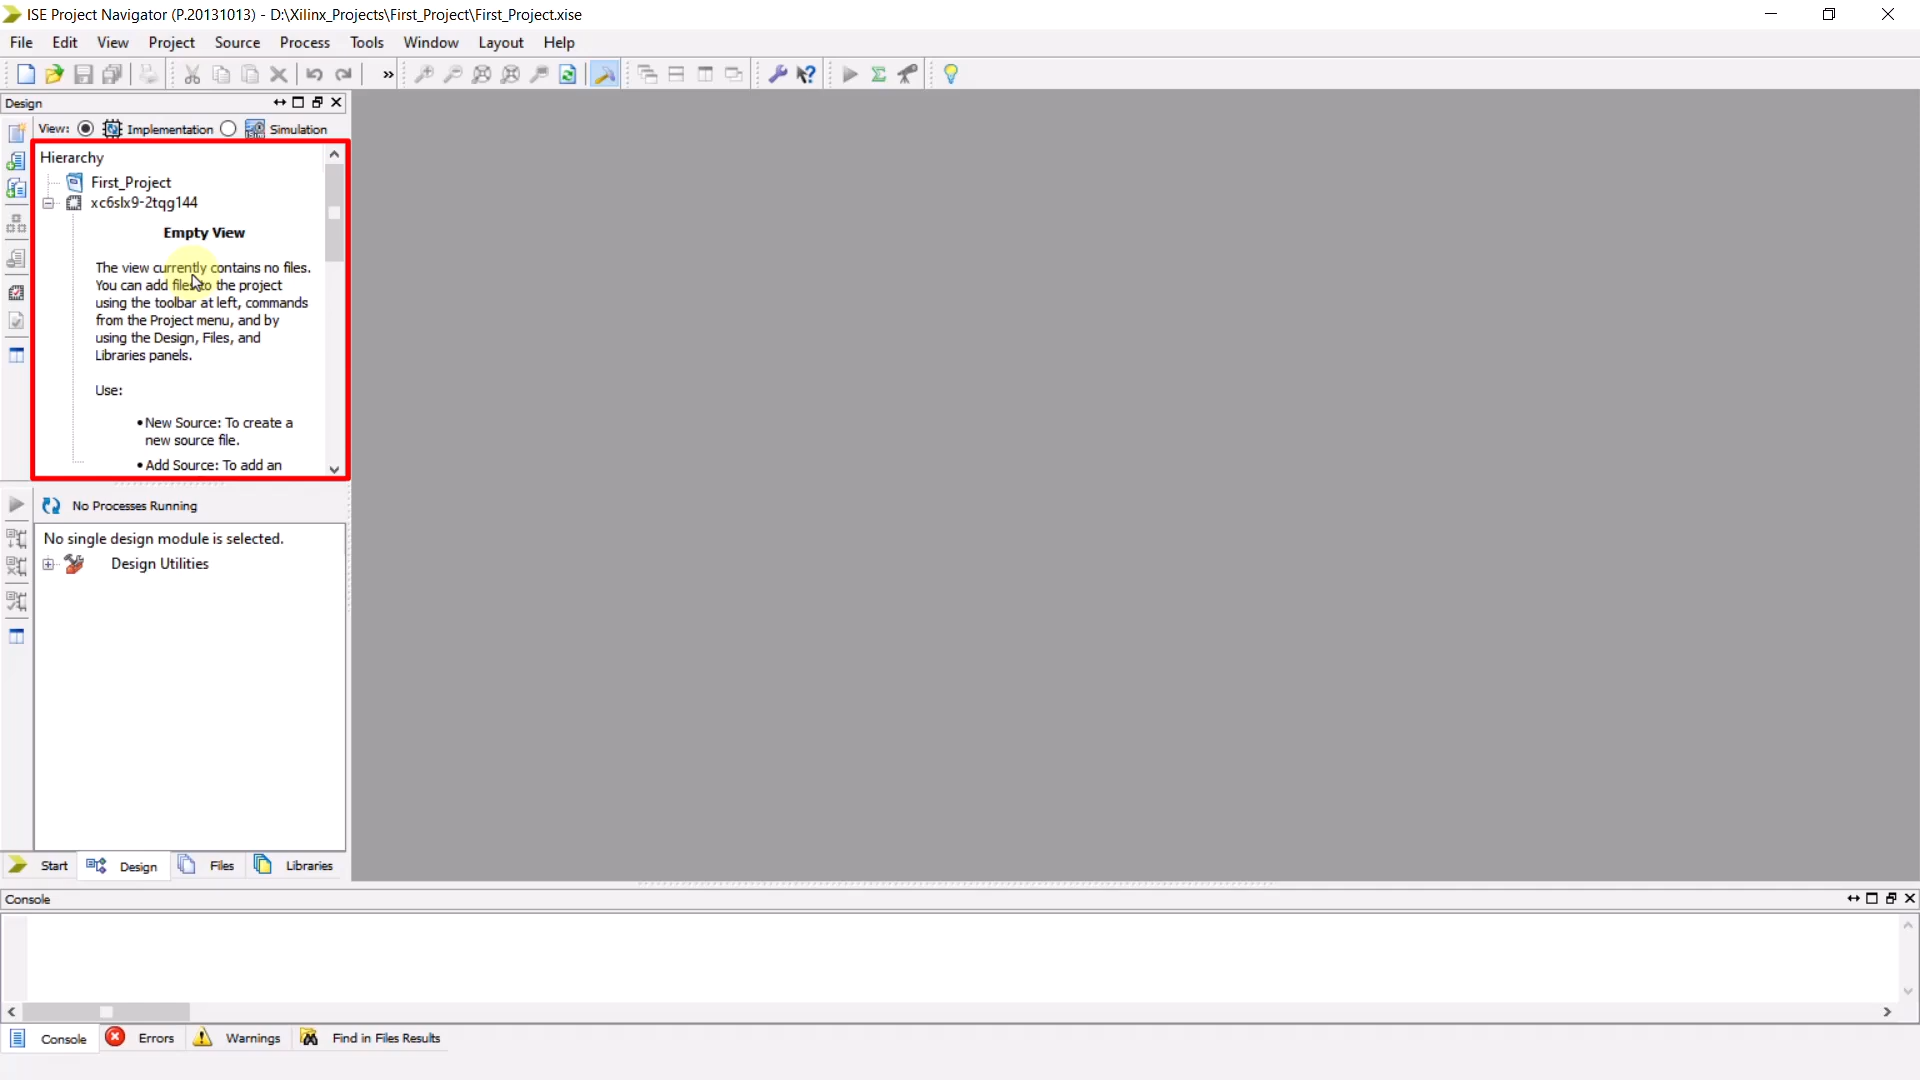 ISE Project Navigator (P.20131013) - D:\Xilinx_Projects\First_Project\First_Project.xise
File Edit View Project Source Process Tools Window Layout Help
»
Design
View: Implementation Simulation
Hierarchy
First_Project
xc6slx9-2tqg144
Empty View
The view currently contains no files.
You can add files to the project
using the toolbar at left, commands
from the Project menu, and by
using the Design, Files, and
Libraries panels.
Use:
• New Source: To create a
new source file.
• Add Source: To add an
No Processes Running
No single design module is selected.
Design Utilities
Start Design Files Libraries
Console
Console Errors Warnings Find in Files Results